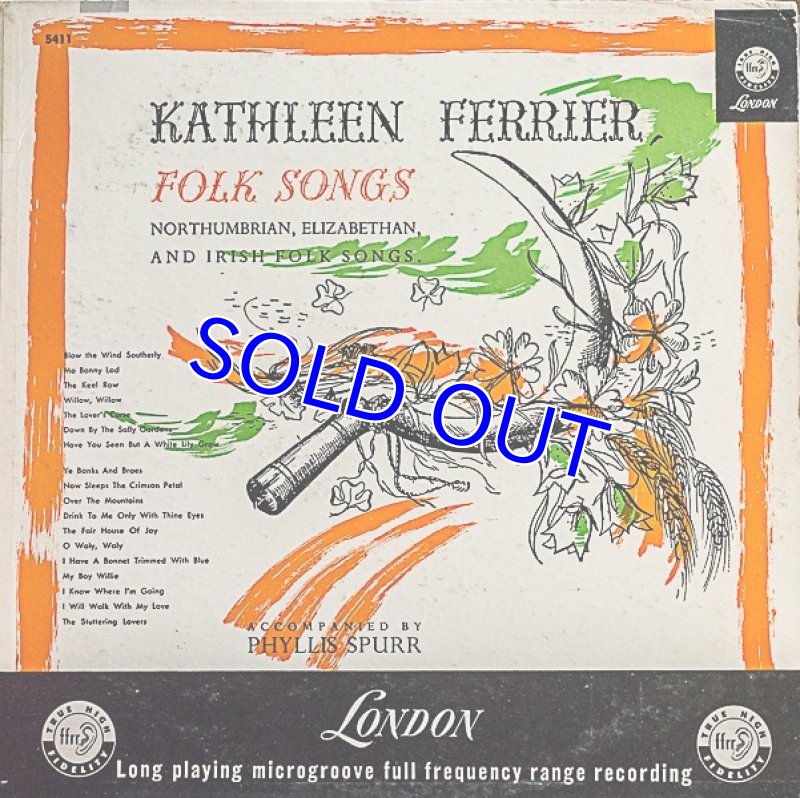 5411
TRUE HIGH
ffrr
FIDELITY
LONDON
KATHLEEN FERRIER
FOLK SONGS
NORTHUMBRIAN, ELIZABETHAN,
AND IRISH FOLK SONGS.
SOLD OUT
Blow the Wind Southerly
Ma Bonny Lad
The Keel Row
Willow, Willow
The Lover's Curse
Down By The Sally Gardens
Have You Seen But A White Lily Grow
Ye Banks And Braes
Now Sleeps The Crimson Petal
Over The Mountains
Drink To Me Only With Thine Eyes
The Fair House Of Joy
O Waly, Waly
I Have A Bonnet Trimmed With Blue
My Boy Willie
I Know Where I'm Going
I Will Walk With My Love
The Stuttering Lovers
ACCOMPANIED BY
PHYLLIS SPURR
TRUE HIGH
ffrr
FIDELITY
LONDON
TRUE HIGH
ffrr
FIDELITY
Long playing microgroove full frequency range recording